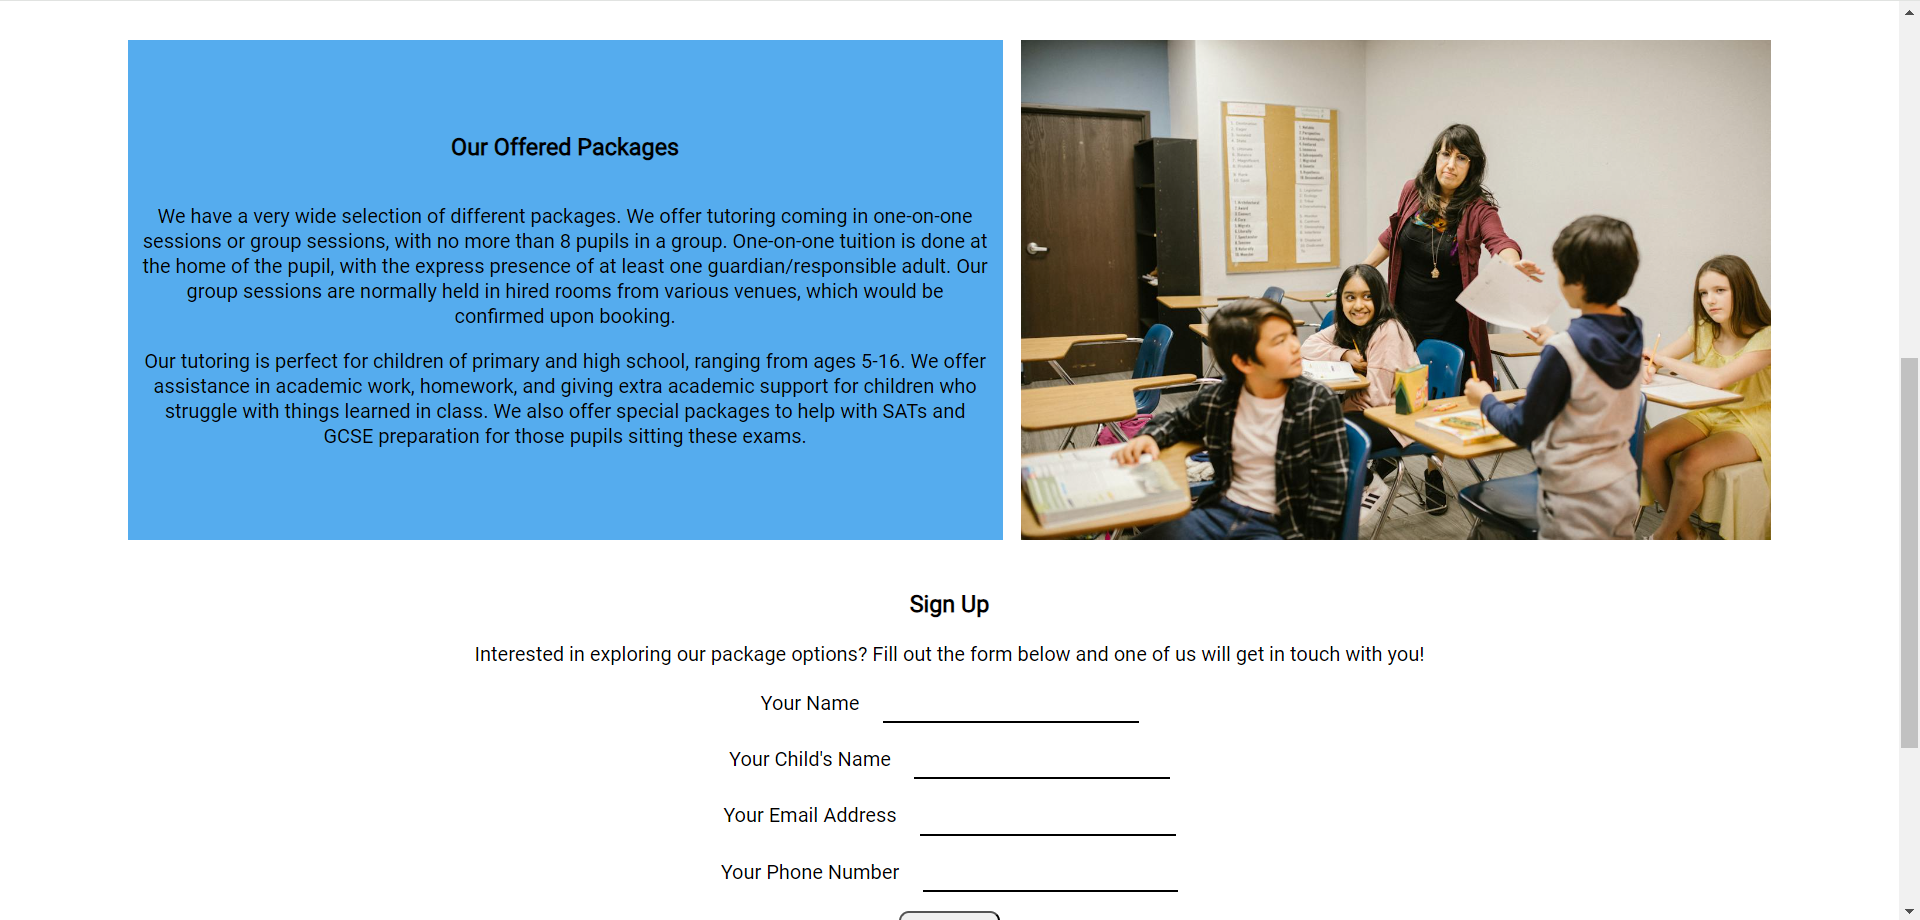 Our Offered Packages
We have a very wide selection of different packages. We offer tutoring coming in one-on-one
sessions or group sessions, with no more than 8 pupils in a group. One-on-one tuition is done at
the home of the pupil, with the express presence of at least one guardian/responsible adult. Our
group sessions are normally held in hired rooms from various venues, which would be
confirmed upon booking.
Our tutoring is perfect for children of primary and high school, ranging from ages 5-16. We offer
assistance in academic work, homework, and giving extra academic support for children who
struggle with things learned in class. We also offer special packages to help with SATs and
GCSE preparation for those pupils sitting these exams.
Sign Up
Interested in exploring our package options? Fill out the form below and one of us will get in touch with you!
Your Name
Your Child's Name
Your Email Address
Your Phone Number